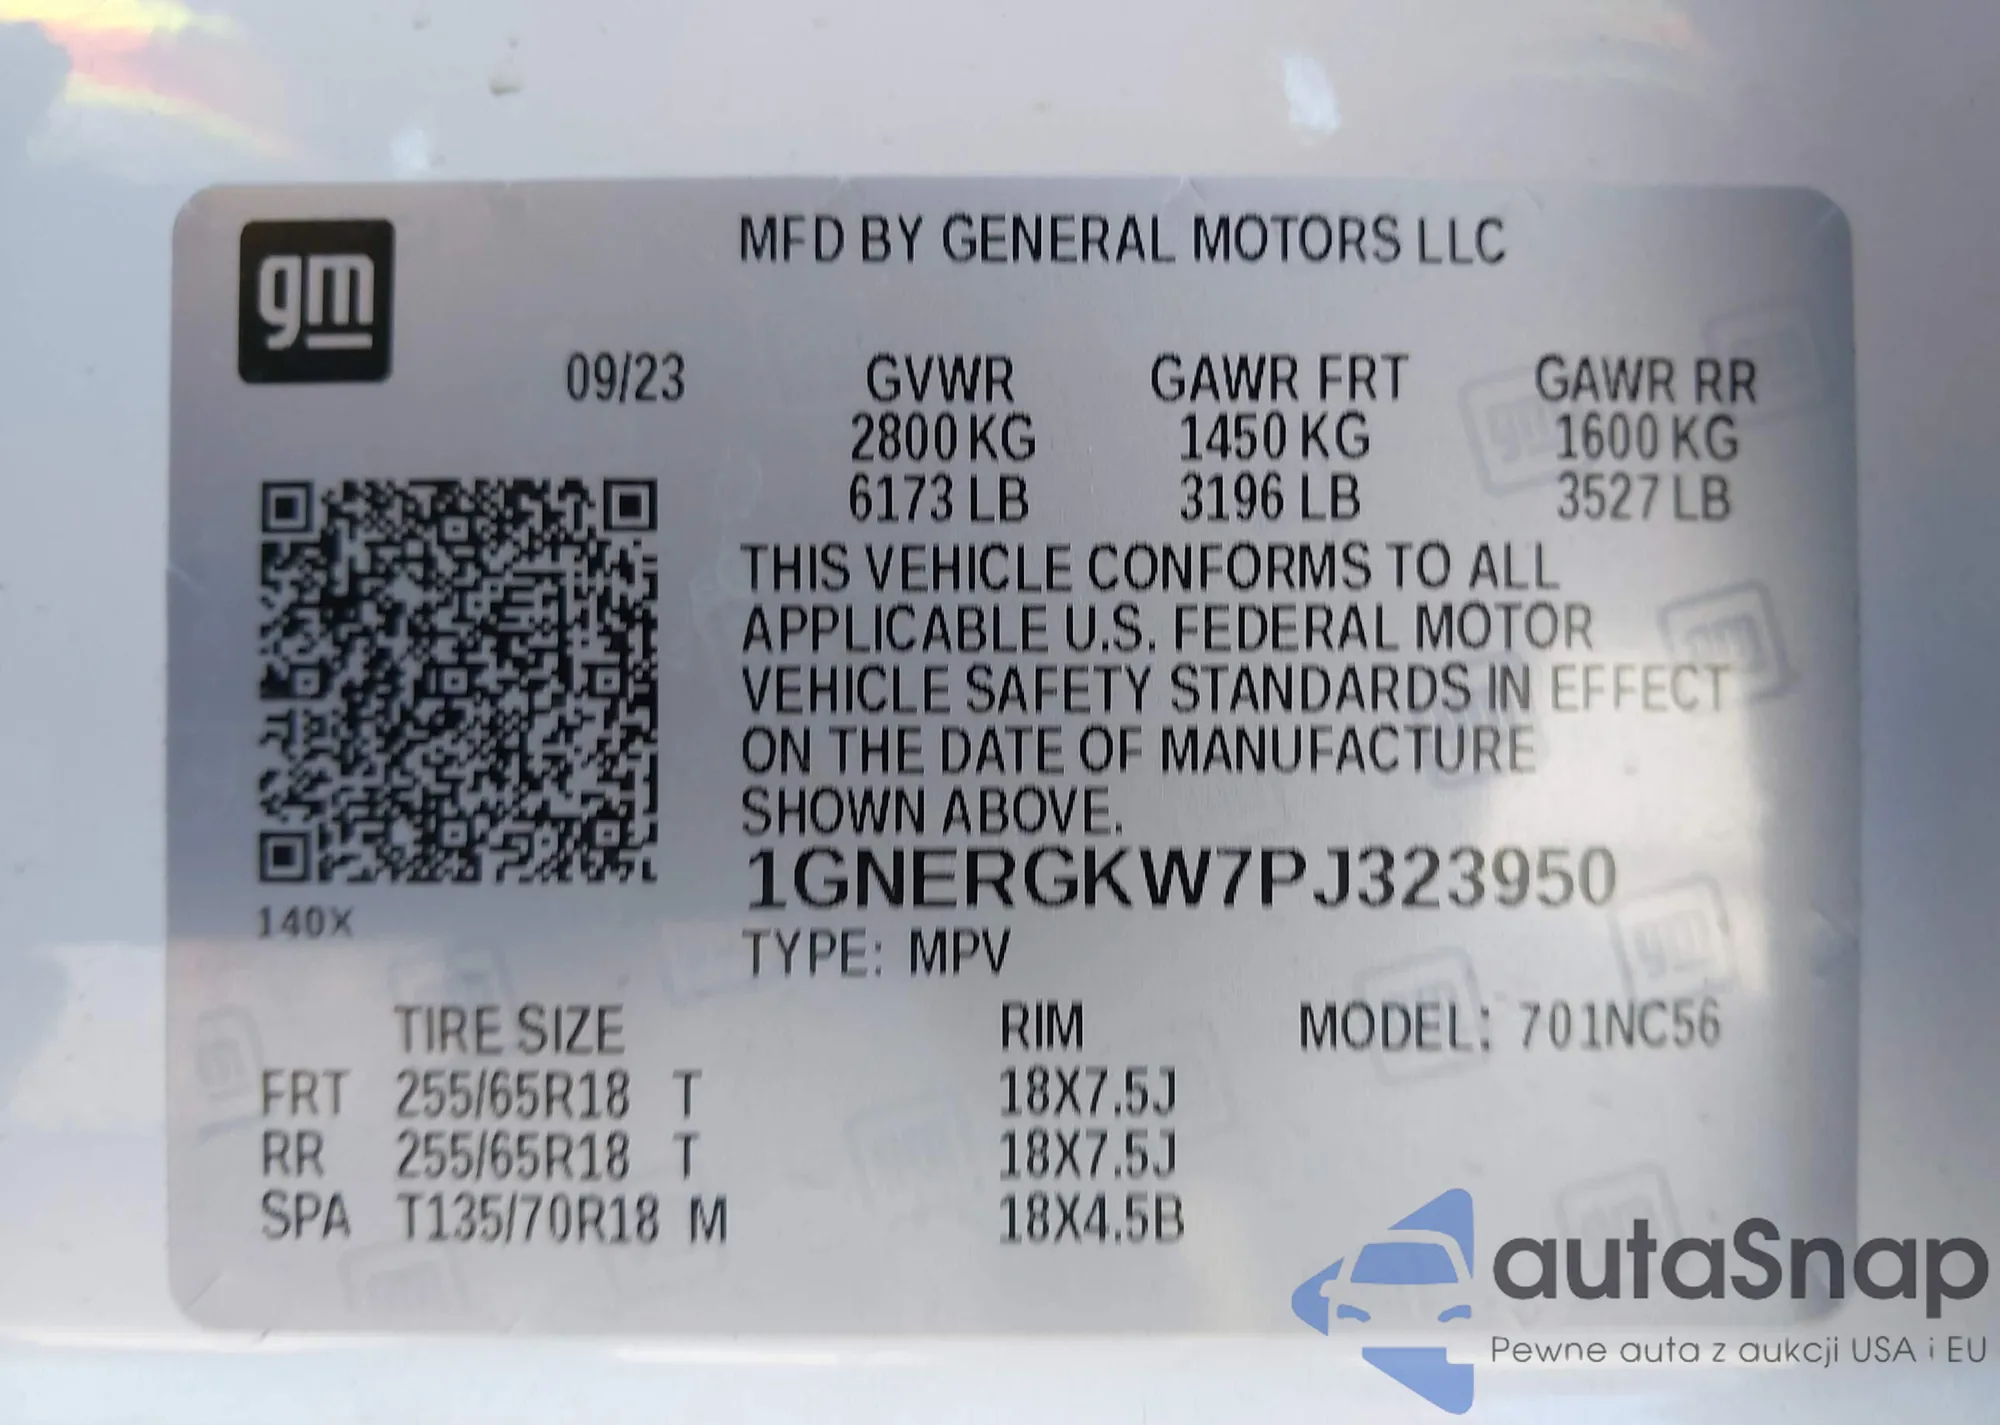 gm
MFD BY GENERAL MOTORS LLC
09/23 GVWR GAWR FRT GAWR RR
2800 KG 1450 KG 1600 KG
6173 LB 3196 LB 3527 LB
THIS VEHICLE CONFORMS TO ALL
APPLICABLE U.S. FEDERAL MOTOR
VEHICLE SAFETY STANDARDS IN EFFECT
ON THE DATE OF MANUFACTURE
SHOWN ABOVE.
1GNERGKW7PJ323950
140X
TYPE: MPV
TIRE SIZE RIM MODEL: 701NC56
FRT 255/65R18 T 18X7.5J
RR 255/65R18 T 18X7.5J
SPA T135/70R18 M 18X4.5B
autaSnap
Pewne auta z aukcji USA i EU